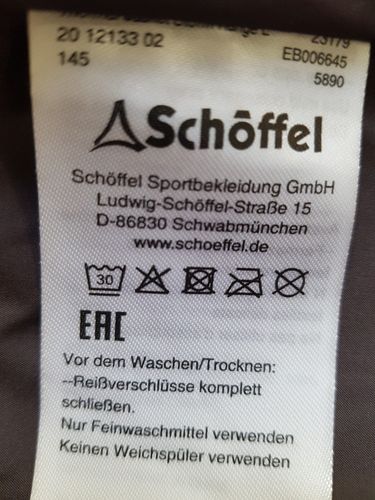 20 12133 02
23179
145
EB006645
5890
Schöffel
Schöffel Sportbekleidung GmbH
Ludwig-Schöffel-Straße 15
D-86830 Schwabmünchen
www.schoeffel.de
30
EAC
Vor dem Waschen/Trocknen:
--Reißverschlüsse komplett
schließen.
Nur Feinwaschmittel verwenden
Keinen Weichspüler verwenden